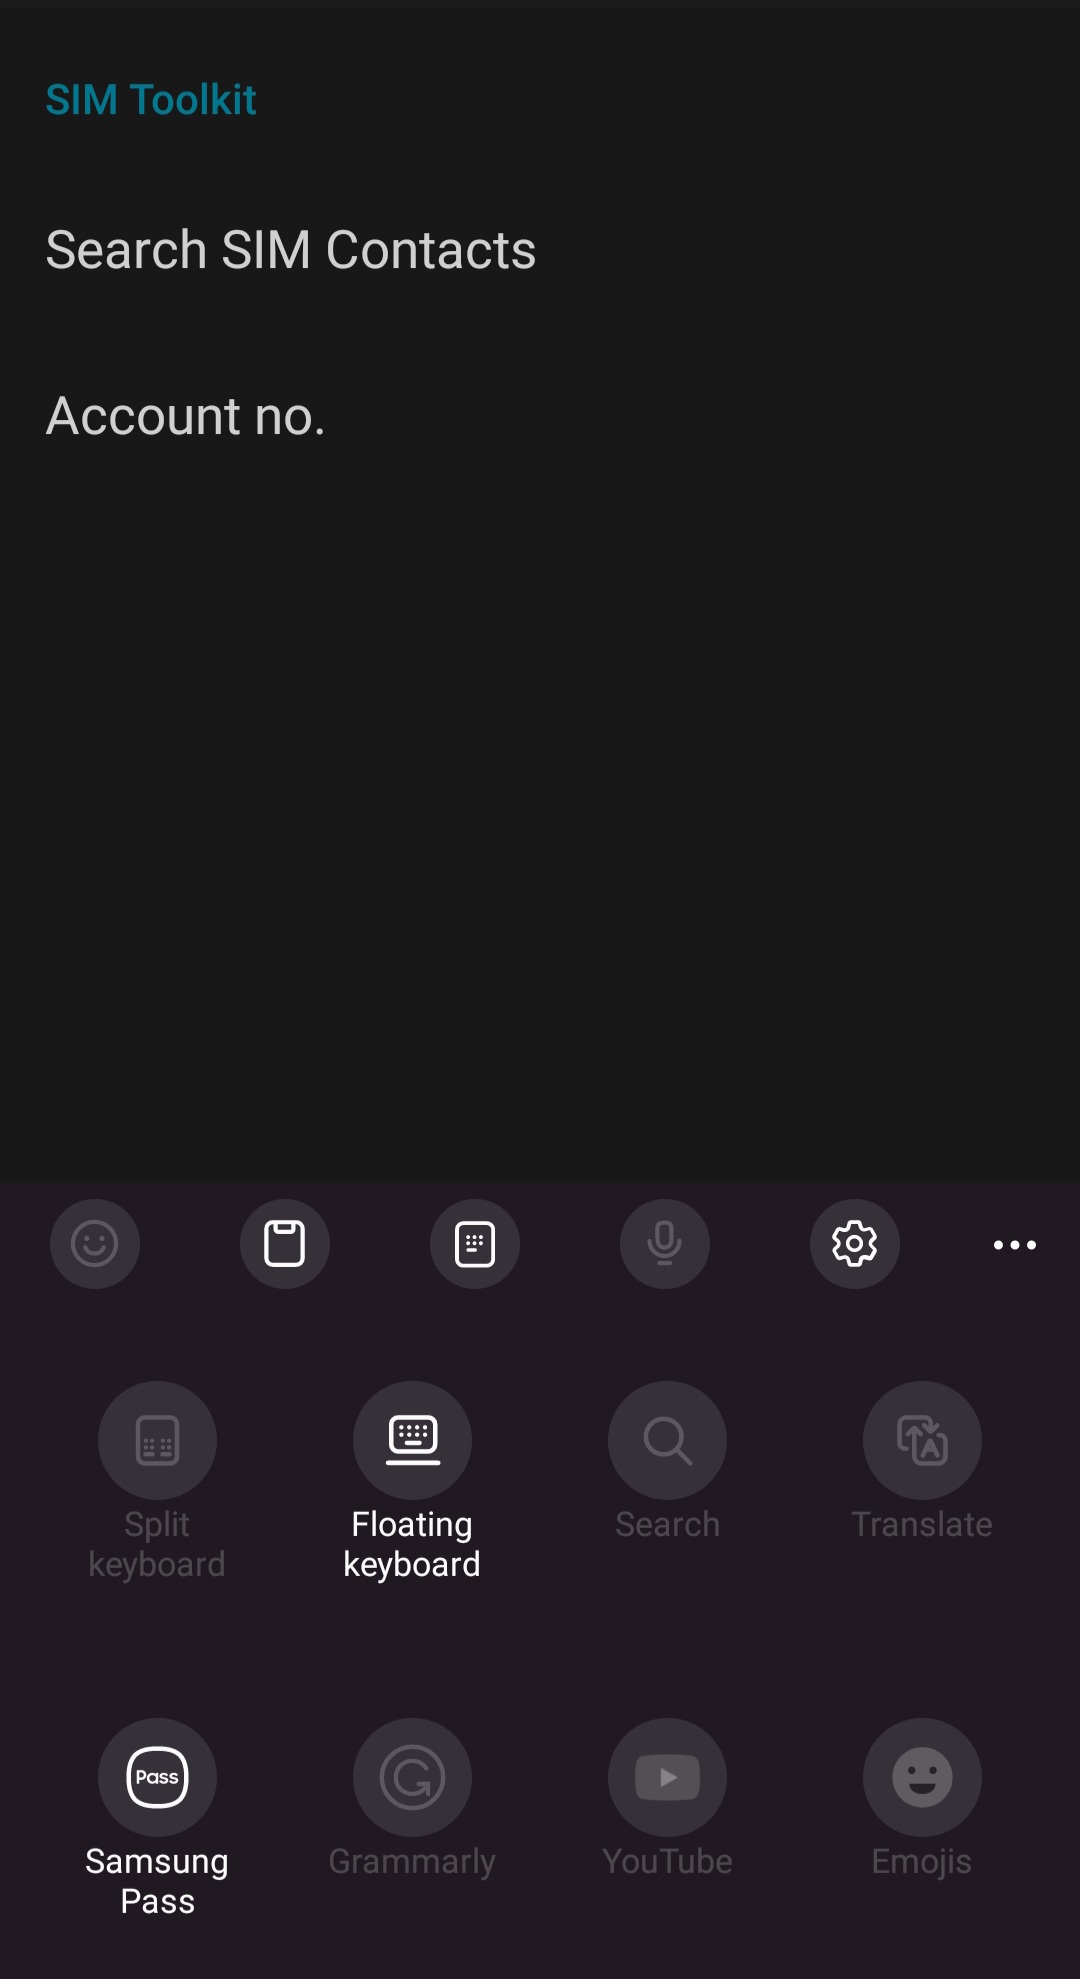 SIM Toolkit
Search SIM Contacts
Account no.
Split
keyboard
Floating
keyboard
Search
Translate
Pass
Samsung
Pass
Grammarly
YouTube
Emojis